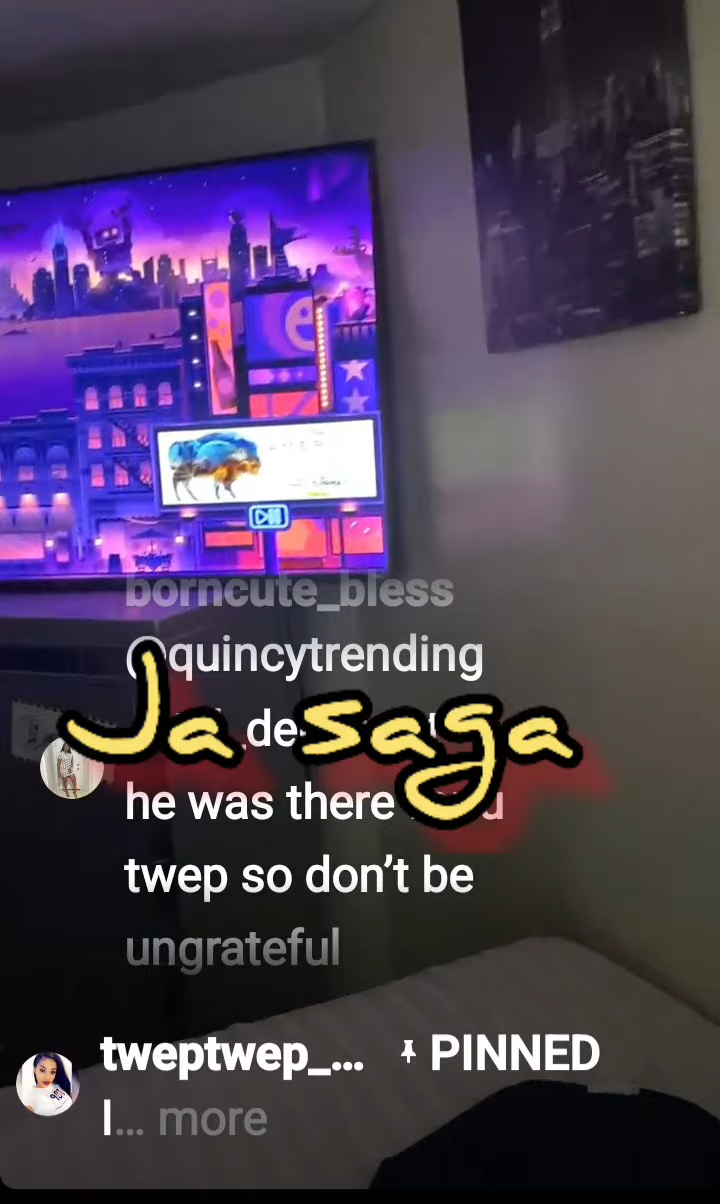 borncute_bless
@quincytrending
Ja saga
he was there
twep so don't be
ungrateful
tweptwep_... PINNED
I... more